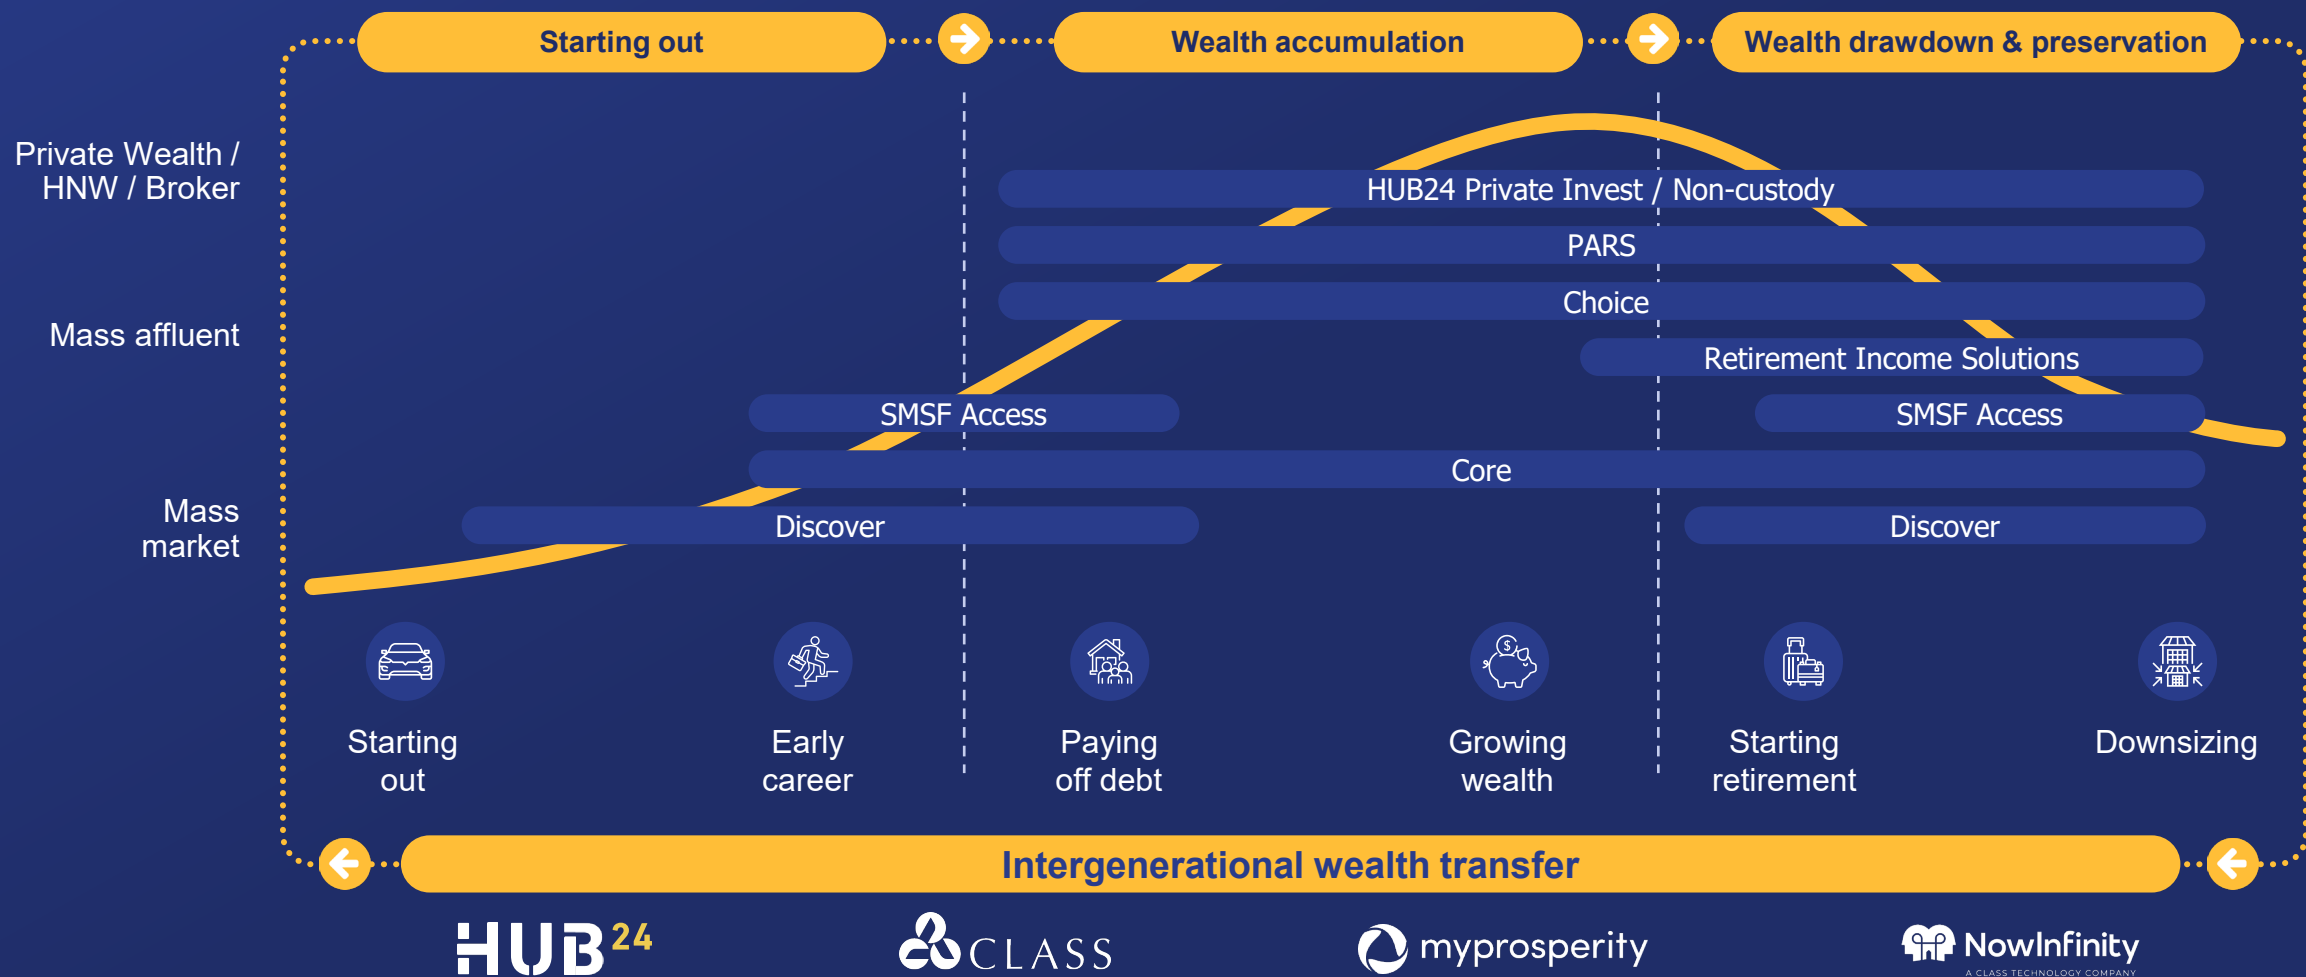 Starting out
Wealth accumulation
Wealth drawdown & preservation
Private Wealth /
HNW / Broker
HUB24 Private Invest / Non-custody
PARS
Choice
Mass affluent
Retirement Income Solutions
SMSF Access
SMSF Access
Core
Mass
market
Discover
Discover
Starting
out
Early
career
Paying
off debt
Growing
wealth
Starting
retirement
Downsizing
Intergenerational wealth transfer
HUB24
CLASS
myprosperity
NowInfinity
A CLASS TECHNOLOGY COMPANY